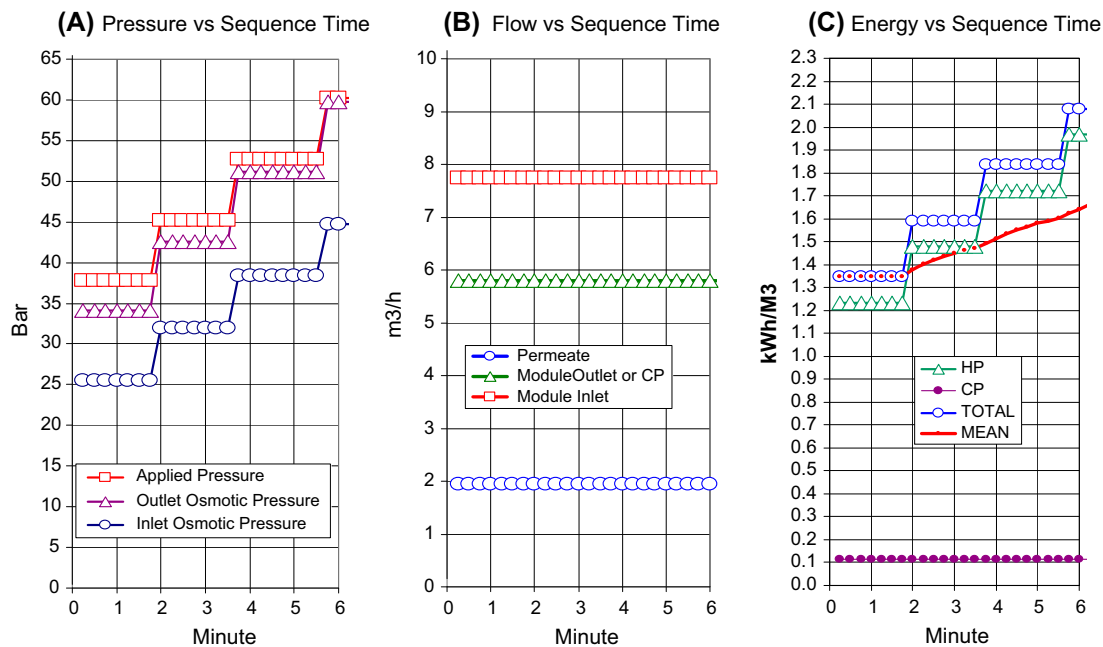 (A) Pressure vs Sequence Time
65
60
55
50
45
40
35
30
25
20
15
10
5
0
Bar
Applied Pressure
Outlet Osmotic Pressure
Inlet Osmotic Pressure
0 1 2 3 4 5 6
Minute
(B) Flow vs Sequence Time
10
9
8
7
6
5
4
3
2
1
0
m3/h
Permeate
ModuleOutlet or CP
Module Inlet
0 1 2 3 4 5 6
Minute
(C) Energy vs Sequence Time
2.3
2.2
2.1
2.0
1.9
1.8
1.7
1.6
1.5
1.4
1.3
1.2
1.1
1.0
0.9
0.8
0.7
0.6
0.5
0.4
0.3
0.2
0.1
0.0
kWh/M3
HP
CP
TOTAL
MEAN
0 1 2 3 4 5 6
Minute